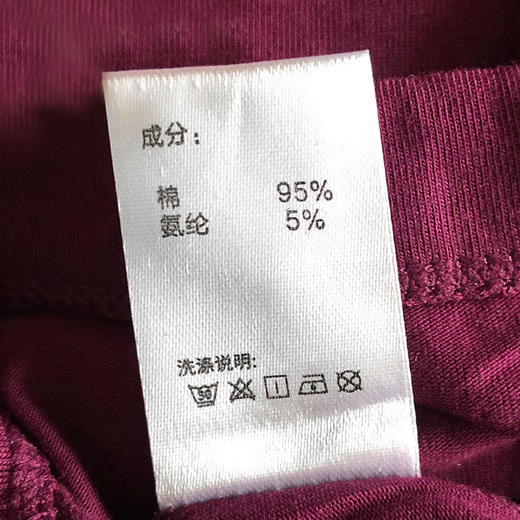 成分：
棉 95%
氨纶 5%
洗涤说明: